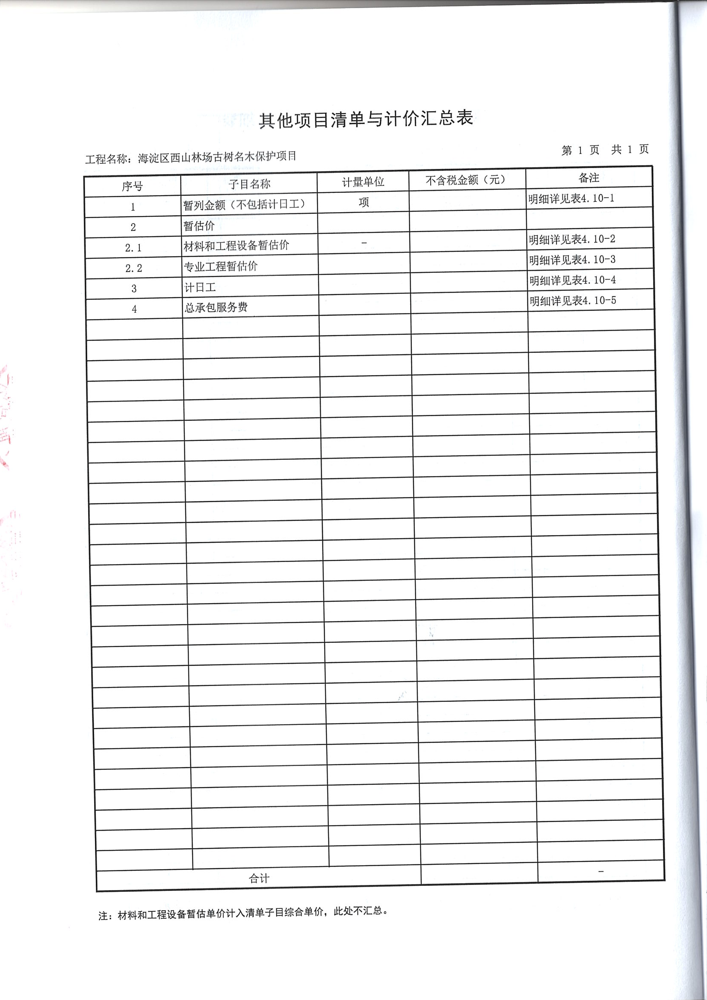 其他项目清单与计价汇总表
工程名称：海淀区西山林场古树名木保护项目 第 1 页 共 1 页
序号 子目名称 计量单位 不含税金额（元） 备注
1 暂列金额（不包括计日工） 项 明细详见表4.10-1
2 暂估价
2.1 材料和工程设备暂估价 - 明细详见表4.10-2
2.2 专业工程暂估价 明细详见表4.10-3
3 计日工 明细详见表4.10-4
4 总承包服务费 明细详见表4.10-5
合计 -
注：材料和工程设备暂估单价计入清单子目综合单价，此处不汇总。